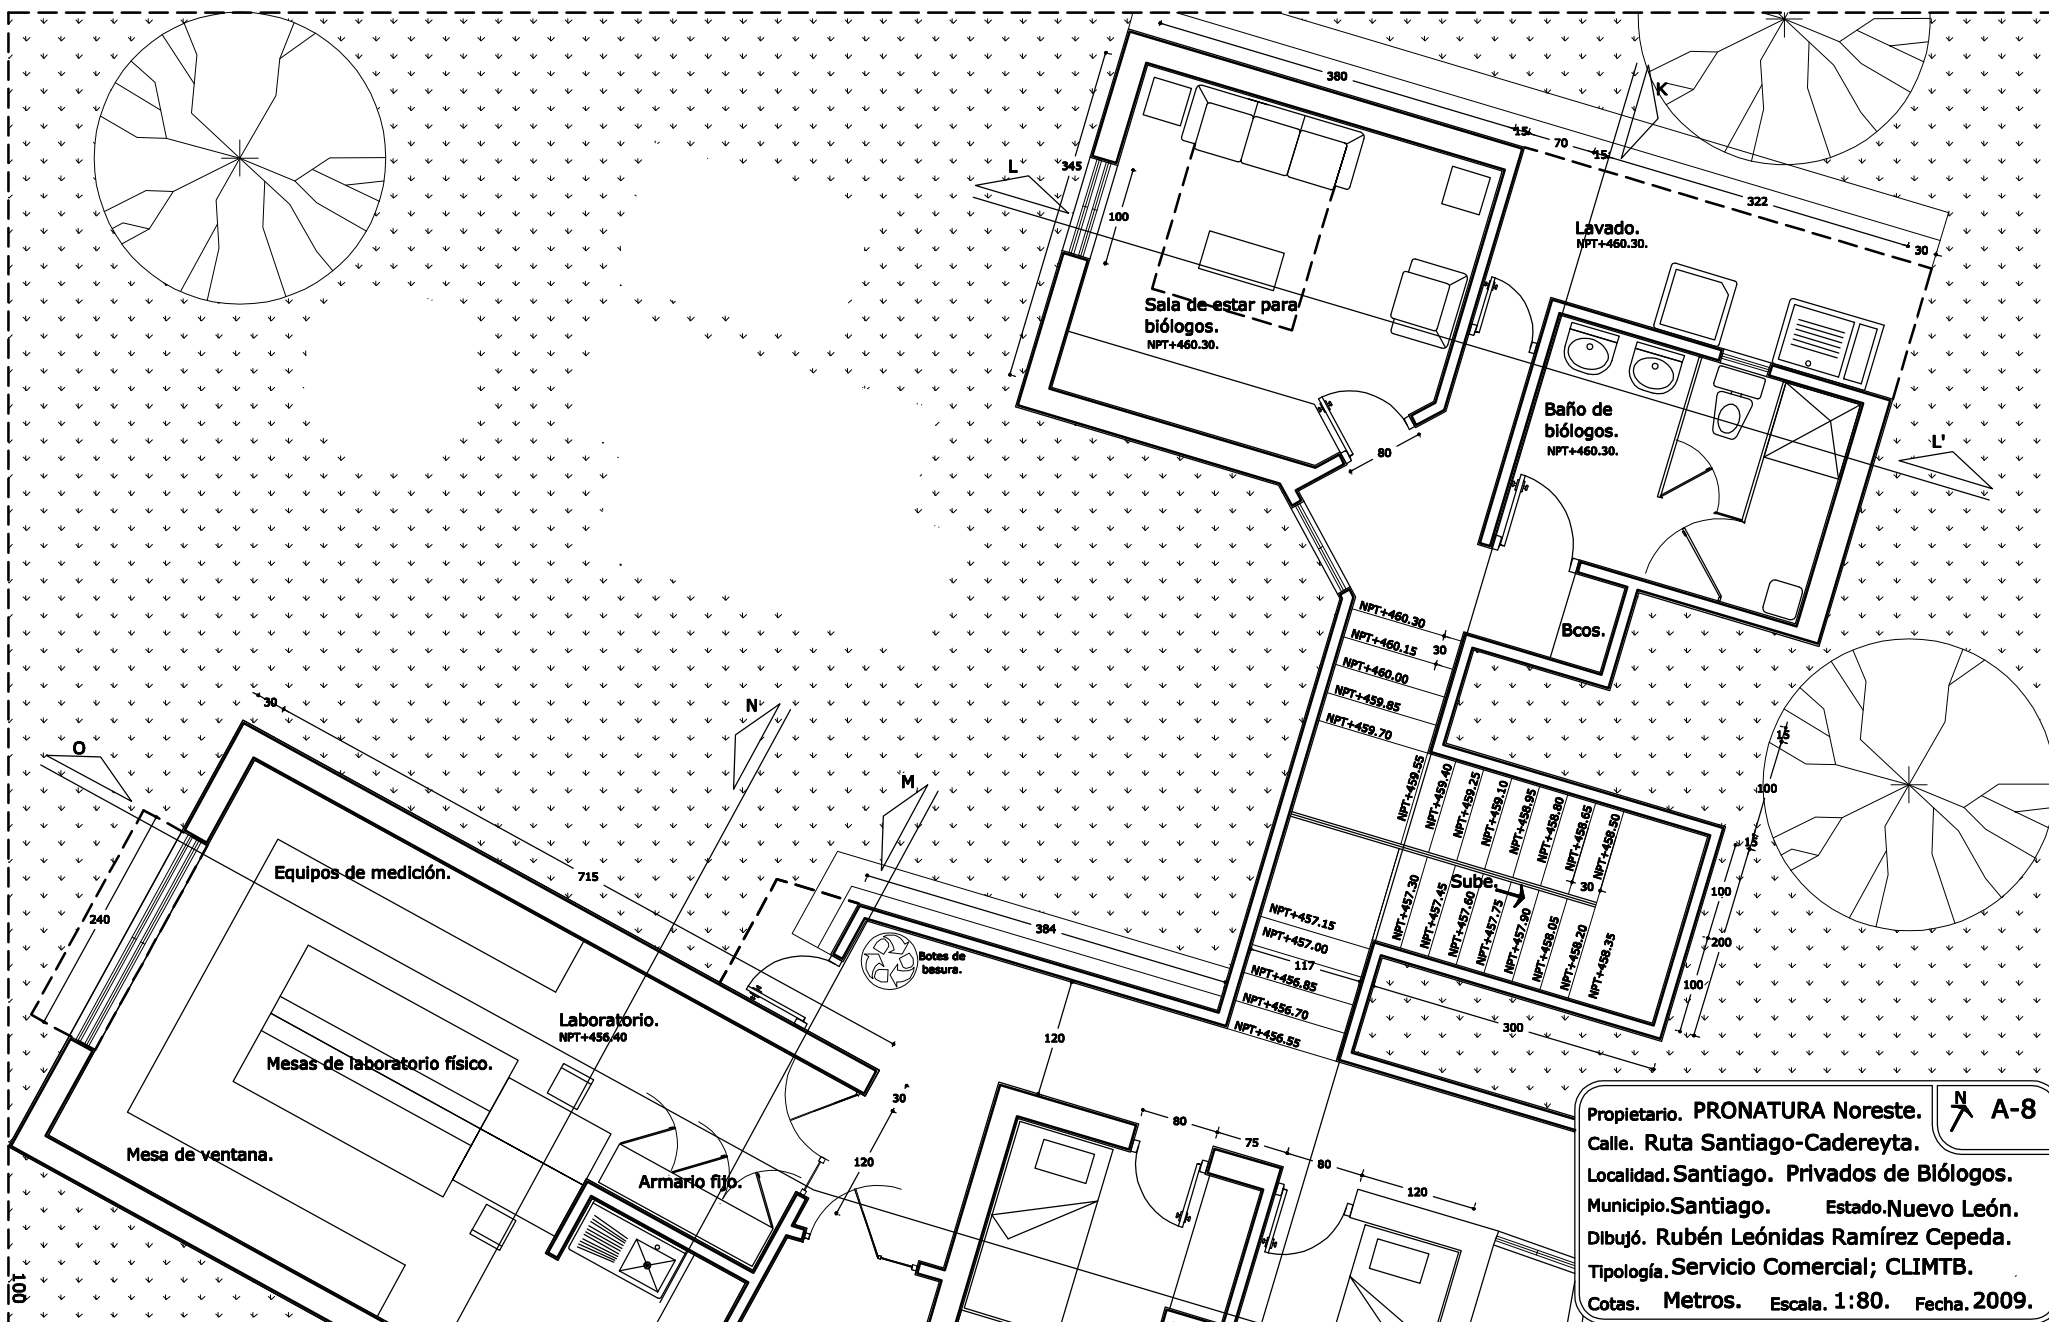 380
15
70
15
K
322
30
L
345
100
Lavado.
NPT+460.30.
Sala de estar para
biólogos.
NPT+460.30.
Baño de
biólogos.
NPT+460.30.
L'
80
Bcos.
NPT+460.30
NPT+460.15
30
NPT+460.00
NPT+459.85
NPT+459.70
NPT+459.55
NPT+459.40
NPT+459.25
NPT+459.10
NPT+458.95
NPT+458.80
NPT+458.65
NPT+458.50
15
100
15
30
N
O
M
715
Equipos de medición.
240
384
Sube.
30
100
200
100
NPT+457.30
NPT+457.45
NPT+457.60
NPT+457.75
NPT+457.90
NPT+458.05
NPT+458.20
NPT+458.35
NPT+457.15
NPT+457.00
117
NPT+456.85
NPT+456.70
NPT+456.55
300
Botes de
basura.
Laboratorio.
NPT+456.40
Mesas de laboratorio físico.
120
30
80
75
80
120
120
Mesa de ventana.
Armario fijo.
100
Propietario. PRONATURA Noreste.
N
A-8
Calle. Ruta Santiago-Cadereyta.
Localidad. Santiago. Privados de Biólogos.
Municipio. Santiago. Estado. Nuevo León.
Dibujó. Rubén Leónidas Ramírez Cepeda.
Tipología. Servicio Comercial; CLIMTB.
Cotas. Metros. Escala. 1:80. Fecha. 2009.